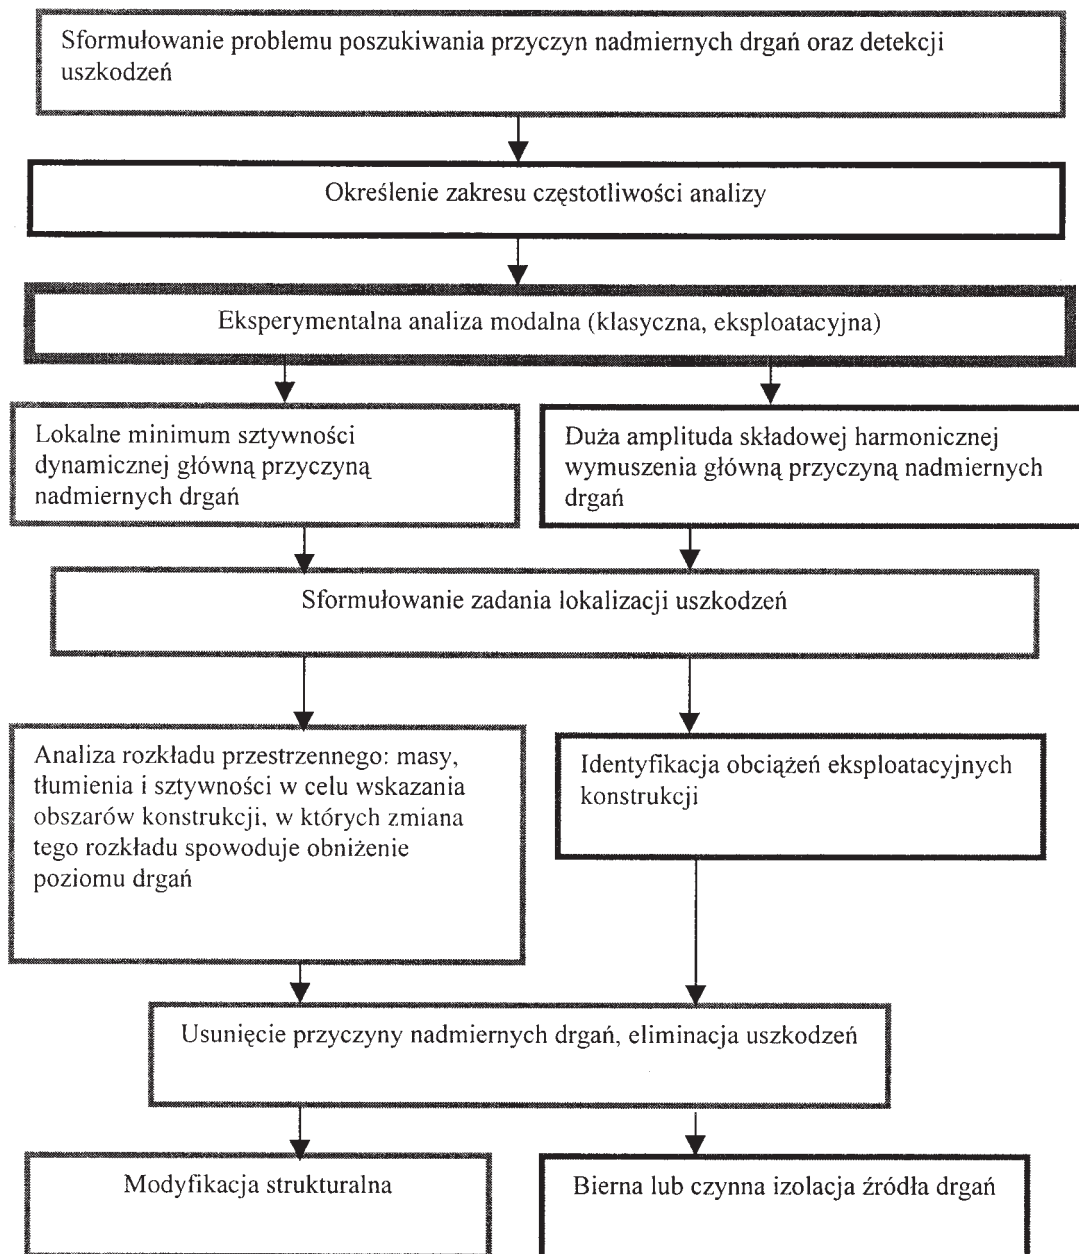 Sformułowanie problemu poszukiwania przyczyn nadmiernych drgań oraz detekcji
uszkodzeń
Określenie zakresu częstotliwości analizy
Eksperymentalna analiza modalna (klasyczna, eksploatacyjna)
Lokalne minimum sztywności
dynamicznej główną przyczyną
nadmiernych drgań
Duża amplituda składowej harmonicznej
wymuszenia główną przyczyną nadmiernych
drgań
Sformułowanie zadania lokalizacji uszkodzeń
Analiza rozkładu przestrzennego: masy,
tłumienia i sztywności w celu wskazania
obszarów konstrukcji, w których zmiana
tego rozkładu spowoduje obniżenie
poziomu drgań
Identyfikacja obciążeń eksploatacyjnych
konstrukcji
Usunięcie przyczyny nadmiernych drgań, eliminacja uszkodzeń
Modyfikacja strukturalna
Bierna lub czynna izolacja źródła drgań